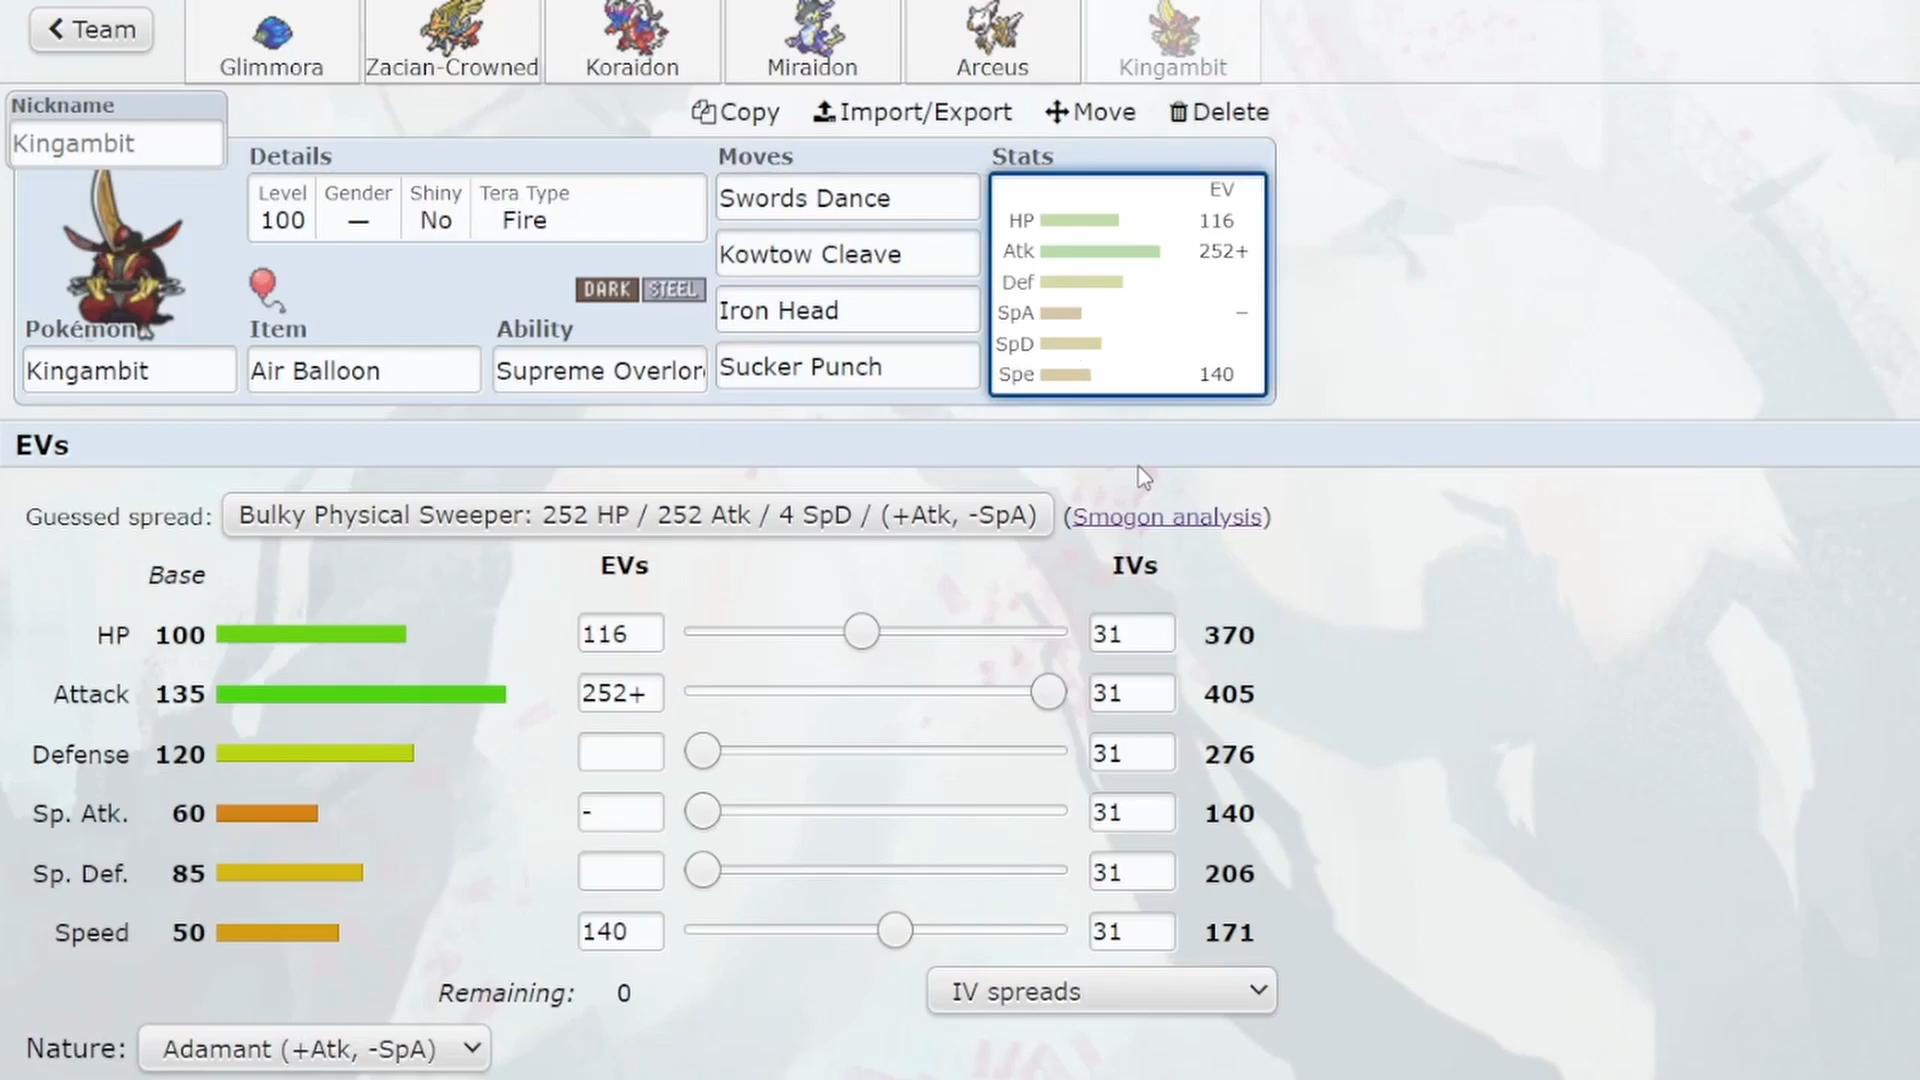 Team
Glimmora
Zacian-Crowned
Koraidon
Miraidon
Arceus
Kingambit
Nickname
Kingambit
Copy
Import/Export
Move
Delete
Details
Moves
Stats
Level
100
Gender
—
Shiny
No
Tera Type
Fire
DARK
STEEL
Pokémon
Kingambit
Item
Air Balloon
Ability
Supreme Overlor
Swords Dance
Kowtow Cleave
Iron Head
Sucker Punch
EV
HP 116
Atk 252+
Def
SpA –
SpD
Spe 140
EVs
Guessed spread: Bulky Physical Sweeper: 252 HP / 252 Atk / 4 SpD / (+Atk, -SpA) (Smogon analysis)
Base EVs IVs
HP 100 116 31 370
Attack 135 252+ 31 405
Defense 120 31 276
Sp. Atk. 60 - 31 140
Sp. Def. 85 31 206
Speed 50 140 31 171
Remaining: 0 IV spreads
Nature: Adamant (+Atk, -SpA)